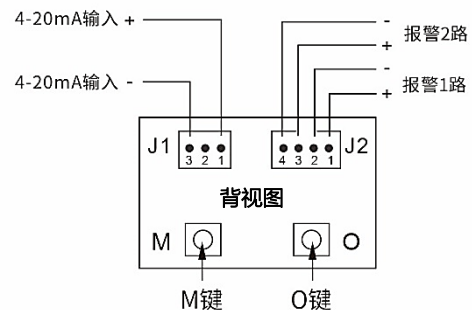 4-20mA输入 +
4-20mA输入 -
-
报警2路
+
-
报警1路
+
J1
3 2 1
4 3 2 1
J2
背视图
M
O
M键
O键